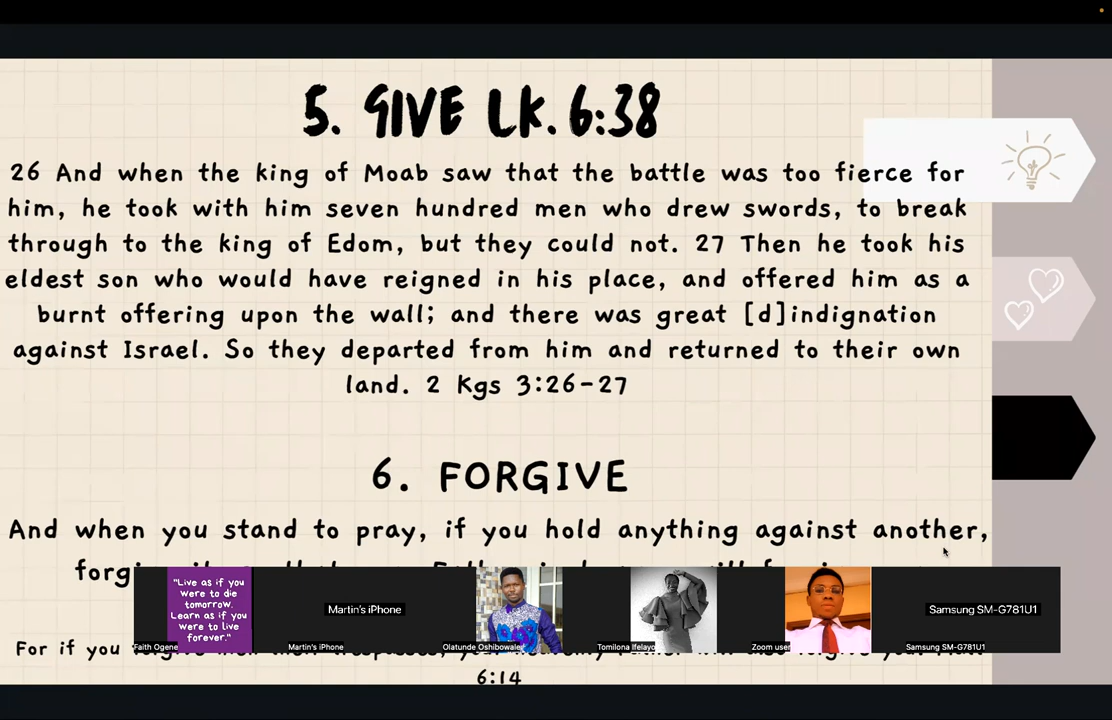 5. GIVE LK. 6:38
26 And when the king of Moab saw that the battle was too fierce for
him, he took with him seven hundred men who drew swords, to break
through to the king of Edom, but they could not. 27 Then he took his
eldest son who would have reigned in his place, and offered him as a
burnt offering upon the wall; and there was great [d]indignation
against Israel. So they departed from him and returned to their own
land. 2 Kgs 3:26-27
6. FORGIVE
And when you stand to pray, if you hold anything against another,
For if you
6:14
"Live as if you
were to die
tomorrow.
Learn as if you
were to live
forever."
Faith Ogene
Martin's iPhone
Martin's iPhone
Olatunde Oshibowale
Tomilona Ifelayo
Zoom user
Samsung SM-G781U1
Samsung SM-G781U1